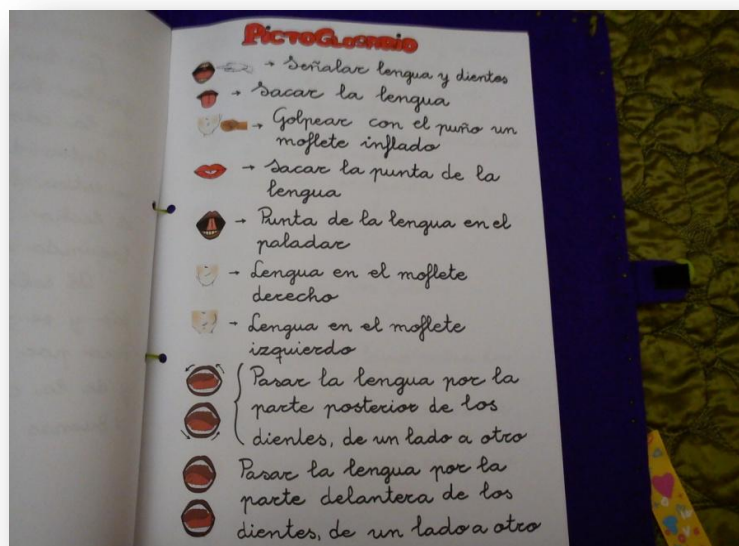 PICTOGLOSARIO
→ Señalar lengua y dientes
→ Sacar la lengua
→ Golpear con el puño un
moflete inflado
→ Sacar la punta de la
lengua
→ Punta de la lengua en el
paladar
→ Lengua en el moflete
derecho
→ Lengua en el moflete
izquierdo
Pasar la lengua por la
parte posterior de los
dientes, de un lado a otro
Pasar la lengua por la
parte delantera de los
dientes, de un lado a otro